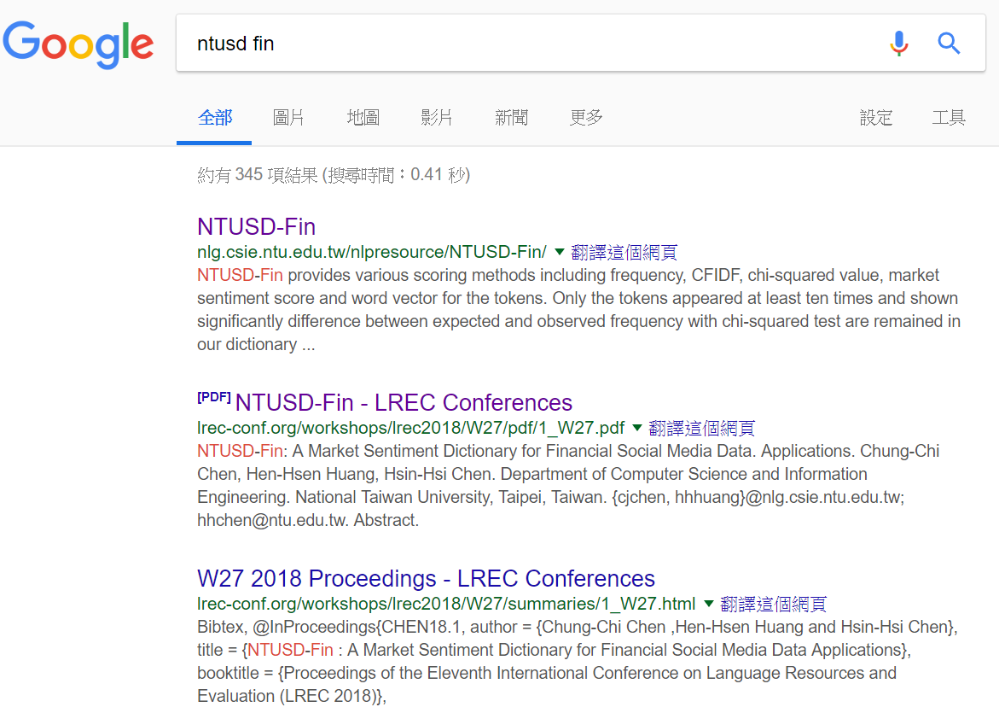 Google
ntusd fin
全部 圖片 地圖 影片 新聞 更多 設定 工具
約有 345 項結果 (搜尋時間：0.41 秒)
NTUSD-Fin
nlg.csie.ntu.edu.tw/nlpresource/NTUSD-Fin/ ▼ 翻譯這個網頁
NTUSD-Fin provides various scoring methods including frequency, CFIDF, chi-squared value, market
sentiment score and word vector for the tokens. Only the tokens appeared at least ten times and shown
significantly difference between expected and observed frequency with chi-squared test are remained in
our dictionary ...
[PDF] NTUSD-Fin - LREC Conferences
lrec-conf.org/workshops/lrec2018/W27/pdf/1_W27.pdf ▼ 翻譯這個網頁
NTUSD-Fin: A Market Sentiment Dictionary for Financial Social Media Data. Applications. Chung-Chi
Chen, Hen-Hsen Huang, Hsin-Hsi Chen. Department of Computer Science and Information
Engineering. National Taiwan University, Taipei, Taiwan. {cjchen, hhhuang}@nlg.csie.ntu.edu.tw;
hhchen@ntu.edu.tw. Abstract.
W27 2018 Proceedings - LREC Conferences
lrec-conf.org/workshops/lrec2018/W27/summaries/1_W27.html ▼ 翻譯這個網頁
Bibtex, @InProceedings{CHEN18.1, author = {Chung-Chi Chen ,Hen-Hsen Huang and Hsin-Hsi Chen},
title = {NTUSD-Fin : A Market Sentiment Dictionary for Financial Social Media Data Applications},
booktitle = {Proceedings of the Eleventh International Conference on Language Resources and
Evaluation (LREC 2018)},